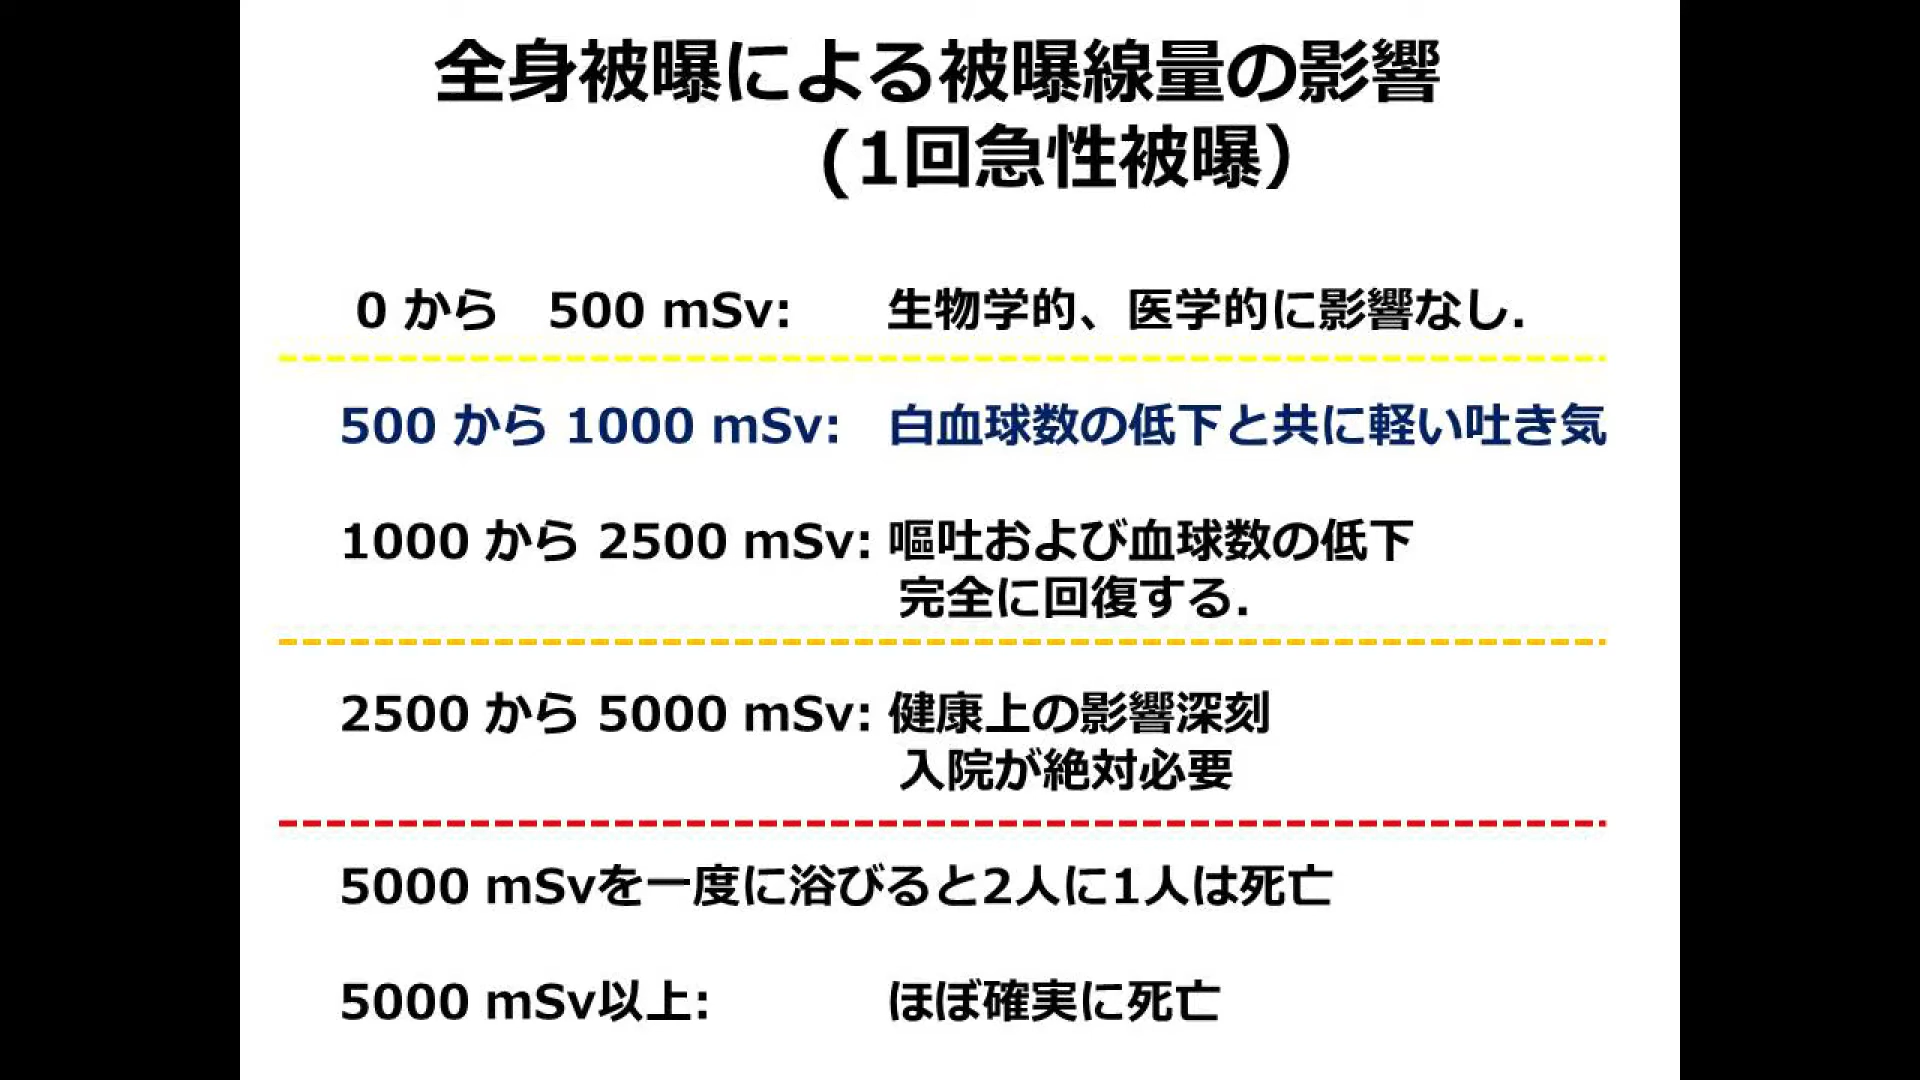 全身被曝による被曝線量の影響
(1回急性被曝）
0 から　500 mSv:　生物学的、医学的に影響なし.
500 から 1000 mSv:　白血球数の低下と共に軽い吐き気
1000 から 2500 mSv: 嘔吐および血球数の低下
完全に回復する.
2500 から 5000 mSv: 健康上の影響深刻
入院が絶対必要
5000 mSvを一度に浴びると2人に1人は死亡
5000 mSv以上:　ほぼ確実に死亡